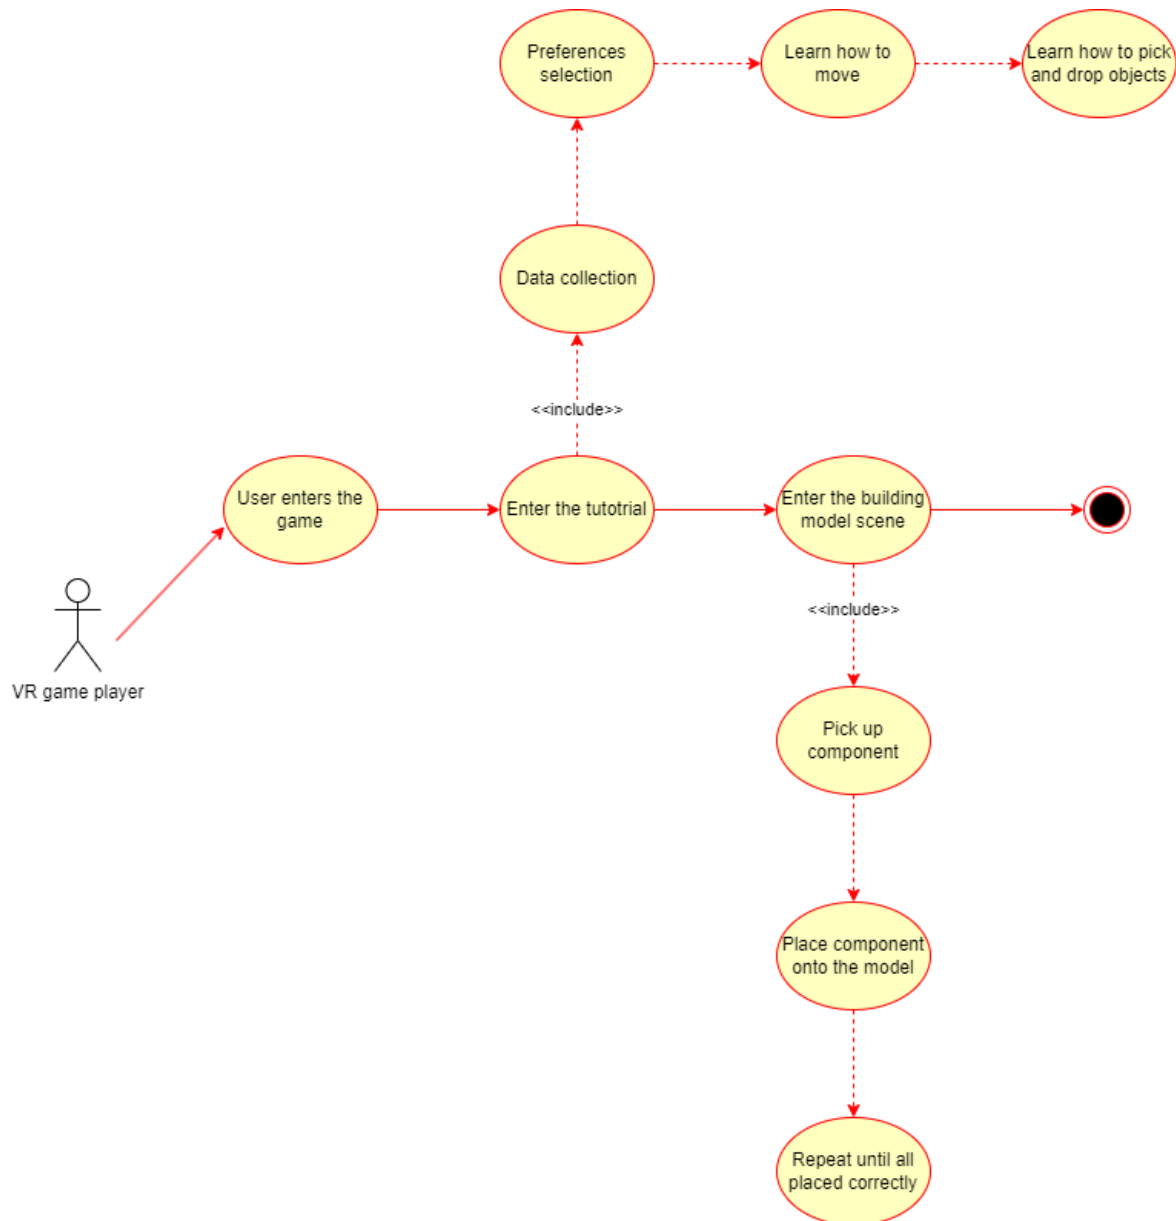 Preferences
selection
Learn how to
move
Learn how to pick
and drop objects
Data collection
<<include>>
User enters the
game
Enter the tutotrial
Enter the building
model scene
<<include>>
VR game player
Pick up
component
Place component
onto the model
Repeat until all
placed correctly